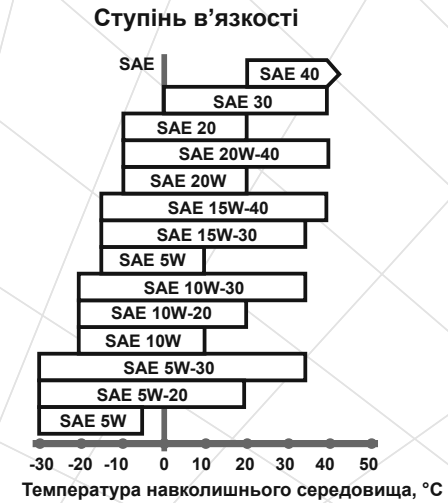 Ступінь в’язкості
SAE
SAE 40
SAE 30
SAE 20
SAE 20W-40
SAE 20W
SAE 15W-40
SAE 15W-30
SAE 5W
SAE 10W-30
SAE 10W-20
SAE 10W
SAE 5W-30
SAE 5W-20
SAE 5W
-30 -20 -10 0 10 20 30 40 50
Температура навколишнього середовища, °C